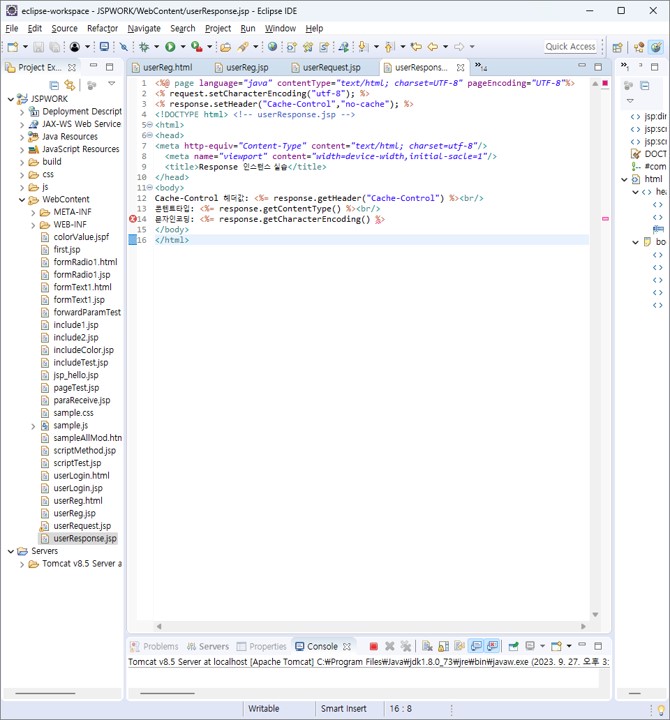 eclipse-workspace - JSPWORK/WebContent/userResponse.jsp - Eclipse IDE
File Edit Source Refactor Navigate Search Project Run Window Help
Quick Access
Project Ex...
userReg.html userReg.jsp userRequest.jsp userRespons... »14
JSPWORK
Deployment Descript
JAX-WS Web Service
Java Resources
JavaScript Resources
build
css
js
WebContent
META-INF
WEB-INF
colorValue.jspf
first.jsp
formRadio1.html
formRadio1.jsp
formText1.html
formText1.jsp
forwardParamTest
include1.jsp
include2.jsp
includeColor.jsp
includeTest.jsp
jsp_hello.jsp
pageTest.jsp
paraReceive.jsp
sample.css
sample.js
sampleAllMod.htm
scriptMethod.jsp
scriptTest.jsp
userLogin.html
userLogin.jsp
userReg.html
userReg.jsp
userRequest.jsp
userResponse.jsp
Servers
Tomcat v8.5 Server a
1 <%@ page language="java" contentType="text/html; charset=UTF-8" pageEncoding="UTF-8"%>
2 <% request.setCharacterEncoding("utf-8"); %>
3 <% response.setHeader("Cache-Control","no-cache"); %>
4 <!DOCTYPE html> <!-- userResponse.jsp -->
5 <html>
6 <head>
7 <meta http-equiv="Content-Type" content="text/html; charset=utf-8"/>
8 <meta name="viewport" content="width=device-width,initial-sacle=1"/>
9 <title>Response 인스턴스 실습</title>
10 </head>
11 <body>
12 Cache-Control 헤더값: <%= response.getHeader("Cache-Control") %><br/>
13 콘텐트타입: <%= response.getContentType() %><br/>
14 문자인코딩: <%= response.getCharacterEncoding() %>
15 </body>
16 </html>
»1
jsp:dir
jsp:scr
jsp:scr
DOCT
#com
html
hea
bo
Problems Servers Properties Console
Tomcat v8.5 Server at localhost [Apache Tomcat] C:₩Program Files₩Java₩jdk1.8.0_73₩jre₩bin₩javaw.exe (2023. 9. 27. 오후 3:
Writable Smart Insert 16 : 8